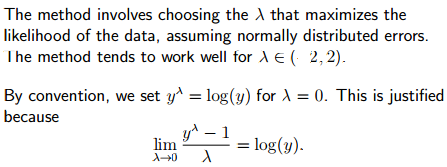 The method involves choosing the λ that maximizes the
likelihood of the data, assuming normally distributed errors.
The method tends to work well for λ ∈ (-2, 2).
By convention, we set y^λ = log(y) for λ = 0. This is justified
because
lim_{λ→0} (y^λ − 1)/λ = log(y).